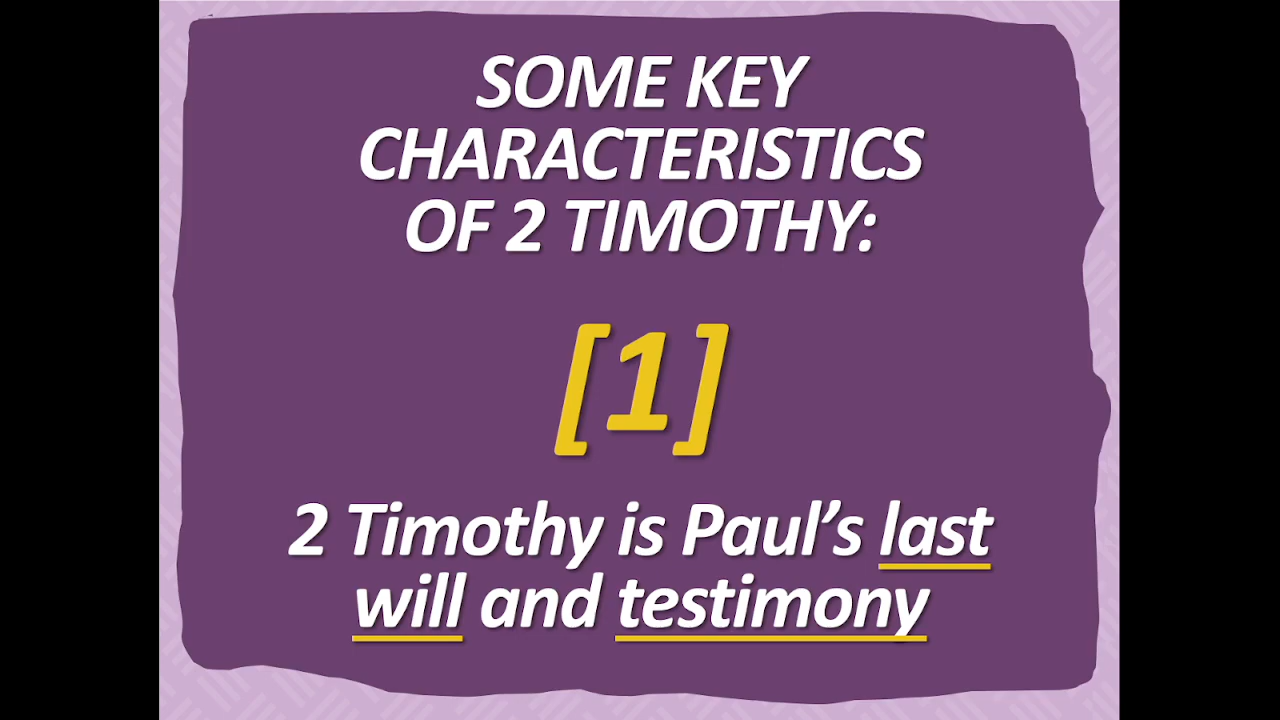 SOME KEY
CHARACTERISTICS
OF 2 TIMOTHY:
[1]
2 Timothy is Paul’s last
will and testimony